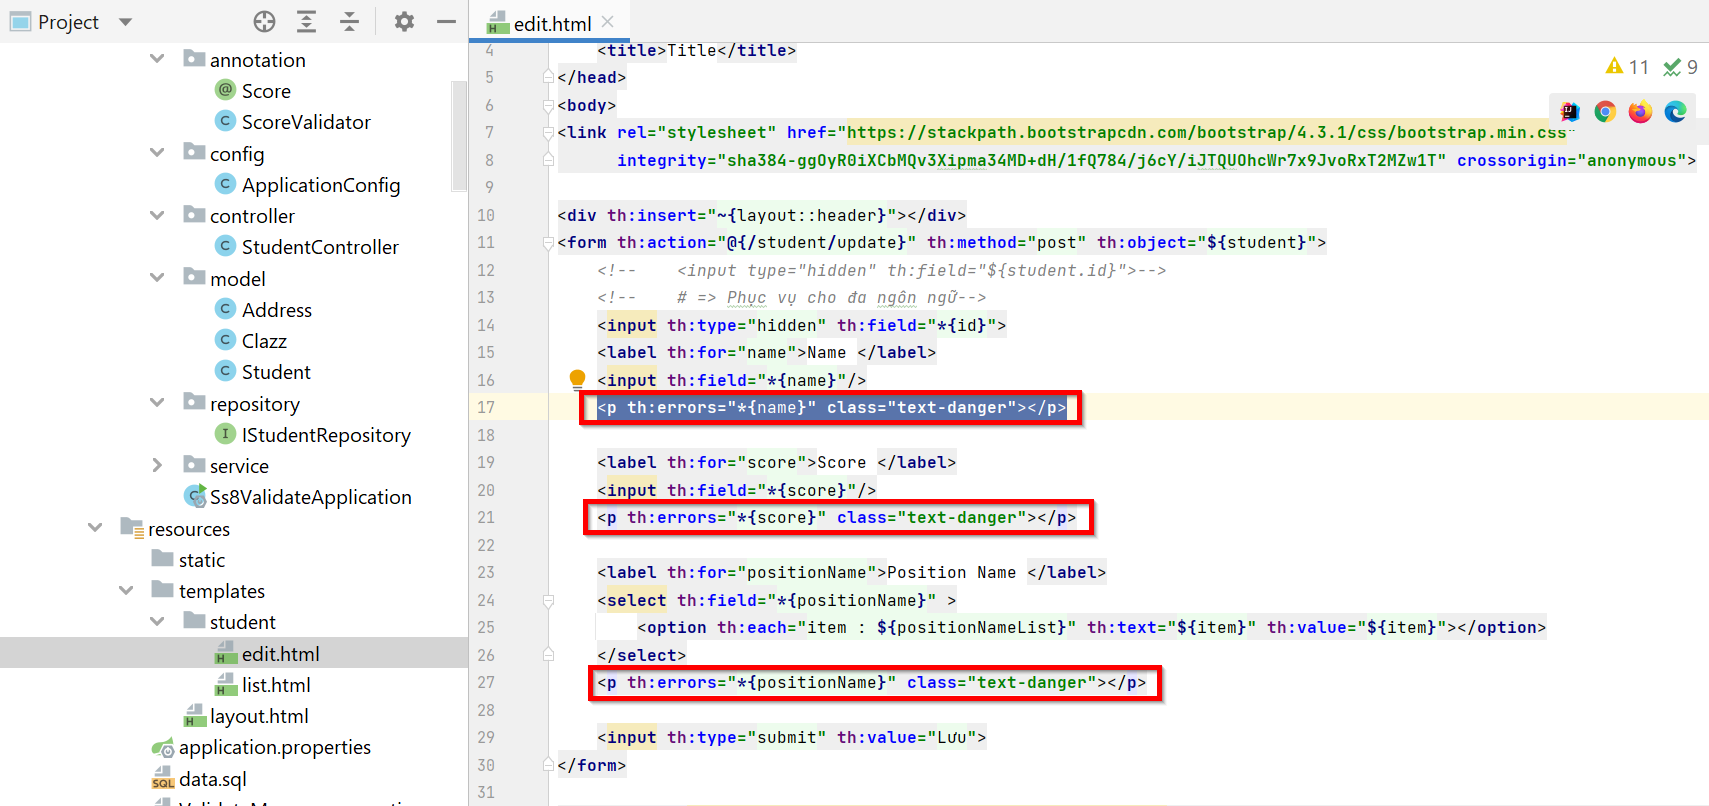 Project
annotation
@ Score
C ScoreValidator
config
C ApplicationConfig
controller
C StudentController
model
C Address
C Clazz
C Student
repository
I IStudentRepository
service
Ss8ValidateApplication
resources
static
templates
student
H edit.html
H list.html
H layout.html
application.properties
SQL data.sql
H edit.html
11 9
4 <title>Title</title>
5 </head>
6 <body>
7 <link rel="stylesheet" href="https://stackpath.bootstrapcdn.com/bootstrap/4.3.1/css/bootstrap.min.css"
8 integrity="sha384-ggOyR0iXCbMQv3Xipma34MD+dH/1fQ784/j6cY/iJTQUOhcWr7x9JvoRxT2MZw1T" crossorigin="anonymous">
9
10 <div th:insert="~{layout::header}"></div>
11 <form th:action="@{/student/update}" th:method="post" th:object="${student}">
12 <!-- <input type="hidden" th:field="${student.id}">-->
13 <!-- # => Phục vụ cho đa ngôn ngữ-->
14 <input th:type="hidden" th:field="*{id}">
15 <label th:for="name">Name </label>
16 <input th:field="*{name}"/>
17 <p th:errors="*{name}" class="text-danger"></p>
18
19 <label th:for="score">Score </label>
20 <input th:field="*{score}"/>
21 <p th:errors="*{score}" class="text-danger"></p>
22
23 <label th:for="positionName">Position Name </label>
24 <select th:field="*{positionName}" >
25 <option th:each="item : ${positionNameList}" th:text="${item}" th:value="${item}"></option>
26 </select>
27 <p th:errors="*{positionName}" class="text-danger"></p>
28
29 <input th:type="submit" th:value="Lưu">
30 </form>
31